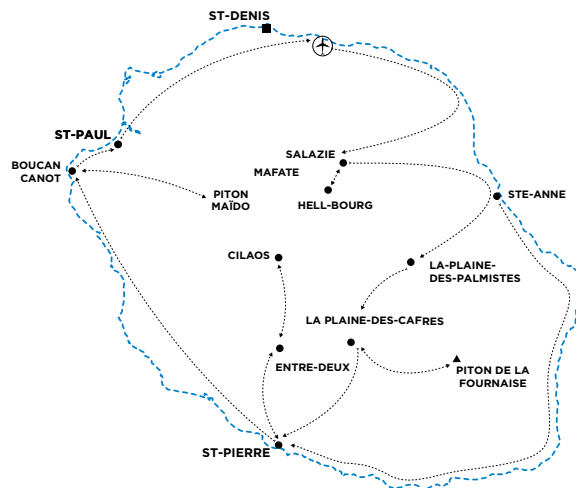 ST-DENIS
ST-PAUL
BOUCAN
CANOT
SALAZIE
MAFATE
PITON
MAÏDO
HELL-BOURG
STE-ANNE
CILAOS
LA-PLAINE-
DES-PALMISTES
LA PLAINE-DES-CAFRES
ENTRE-DEUX
PITON DE LA
FOURNAISE
ST-PIERRE